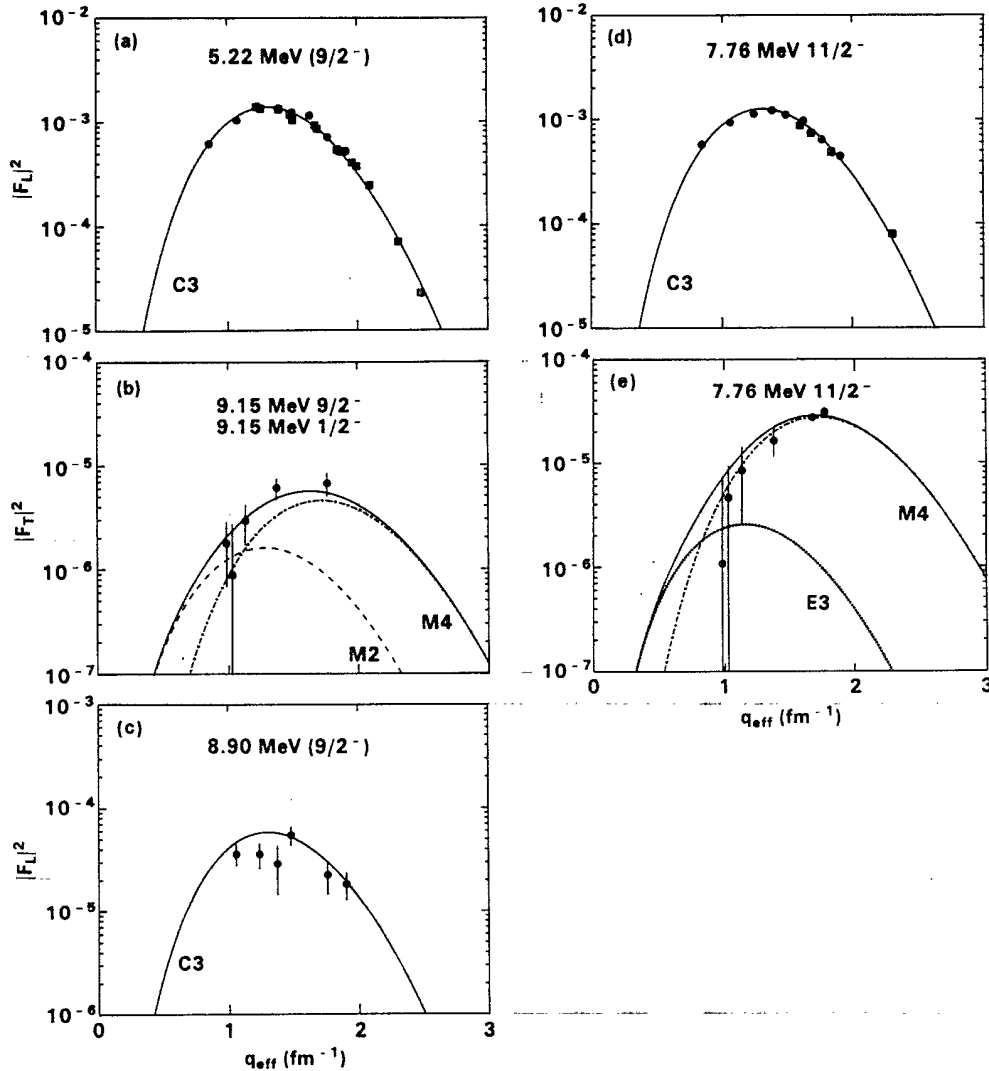 (a)
5.22 MeV (9/2⁻)
10⁻²
10⁻³
10⁻⁴
10⁻⁵
|F_L|²
C3
(b)
9.15 MeV 9/2⁻
9.15 MeV 1/2⁻
10⁻⁴
10⁻⁵
10⁻⁶
10⁻⁷
|F_T|²
M4
M2
(c)
8.90 MeV (9/2⁻)
10⁻³
10⁻⁴
10⁻⁵
10⁻⁶
|F_L|²
C3
0 1 2 3
q_eff (fm⁻¹)
(d)
7.76 MeV 11/2⁻
10⁻²
10⁻³
10⁻⁴
10⁻⁵
C3
(e)
7.76 MeV 11/2⁻
10⁻⁴
10⁻⁵
10⁻⁶
10⁻⁷
M4
E3
0 1 2 3
q_eff (fm⁻¹)